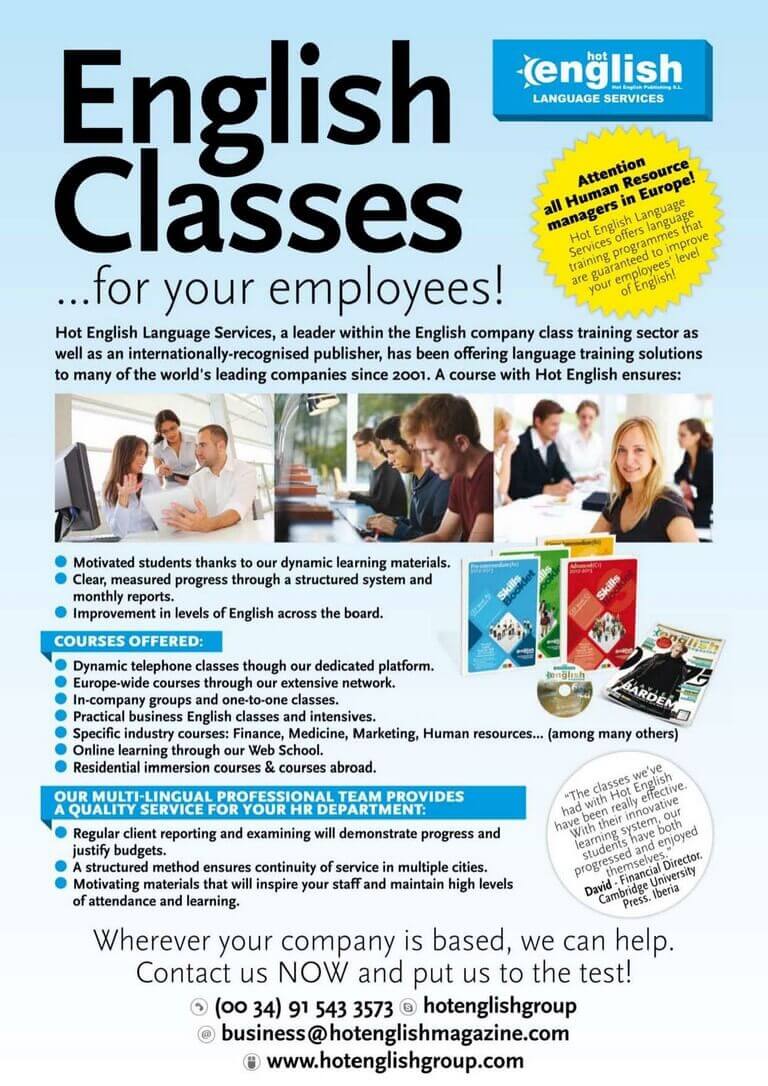 English
Classes
...for your employees!
hot
english
Hot English Publishing S.L.
LANGUAGE SERVICES
Attention
all Human Resource
managers in Europe!
Hot English Language
Services offers language
training programmes that
are guaranteed to improve
your employees' level
of English!
Hot English Language Services, a leader within the English company class training sector as
well as an internationally-recognised publisher, has been offering language training solutions
to many of the world's leading companies since 2001. A course with Hot English ensures:
Motivated students thanks to our dynamic learning materials.
Clear, measured progress through a structured system and
monthly reports.
Improvement in levels of English across the board.
Pre-intermediate (A2)
2012-2013
Skills
Booklet
Advanced (C1)
2012-2013
Skills
Booklet
english
english
BARDEM
COURSES OFFERED:
Dynamic telephone classes though our dedicated platform.
Europe-wide courses through our extensive network.
In-company groups and one-to-one classes.
Practical business English classes and intensives.
Specific industry courses: Finance, Medicine, Marketing, Human resources... (among many others)
Online learning through our Web School.
Residential immersion courses & courses abroad.
OUR MULTI-LINGUAL PROFESSIONAL TEAM PROVIDES
A QUALITY SERVICE FOR YOUR HR DEPARTMENT:
Regular client reporting and examining will demonstrate progress and
justify budgets.
A structured method ensures continuity of service in multiple cities.
Motivating materials that will inspire your staff and maintain high levels
of attendance and learning.
"The classes we've
had with Hot English
have been really effective.
With their innovative
learning system, our
students have both
progressed and enjoyed
themselves."
David - Financial Director.
Cambridge University
Press. Iberia
Wherever your company is based, we can help.
Contact us NOW and put us to the test!
(00 34) 91 543 3573 hotenglishgroup
@ business@hotenglishmagazine.com
www.hotenglishgroup.com